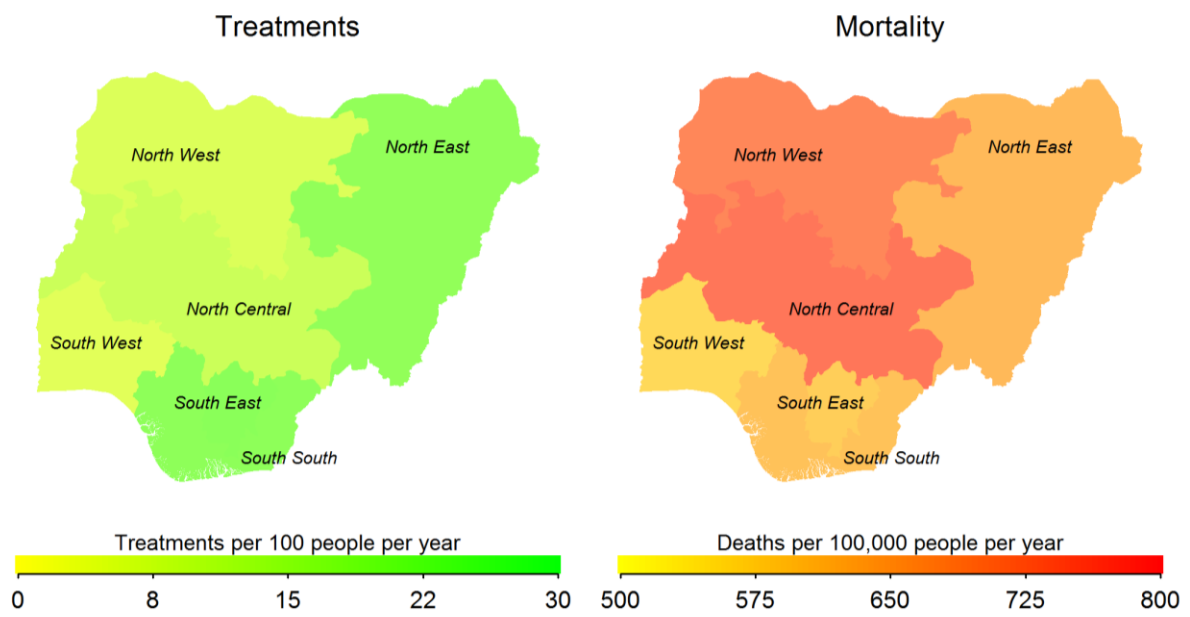 Treatments
North West
North East
North Central
South West
South East
South South
Treatments per 100 people per year
0 8 15 22 30
Mortality
North West
North East
North Central
South West
South East
South South
Deaths per 100,000 people per year
500 575 650 725 800